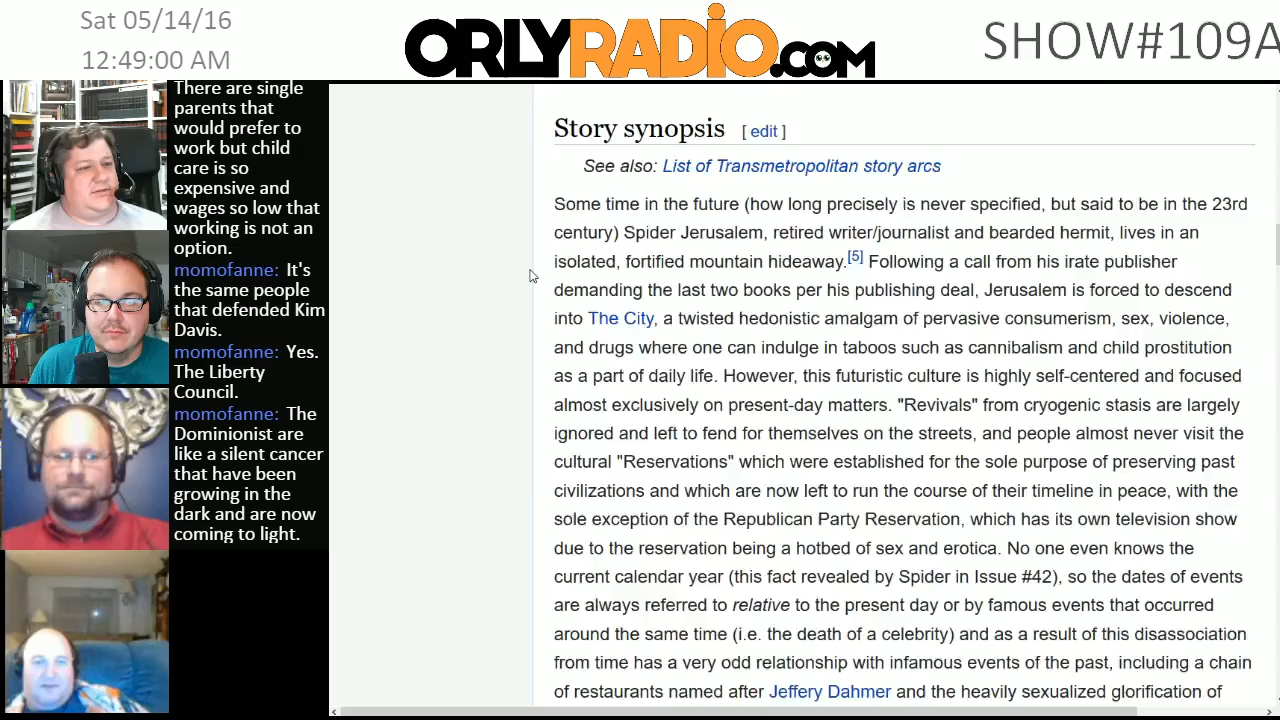 Sat 05/14/16
12:49:00 AM
ORLYRADIO.COM
SHOW#109A
There are single
parents that
would prefer to
work but child
care is so
expensive and
wages so low that
working is not an
option.
momofanne: It's
the same people
that defended Kim
Davis.
momofanne: Yes.
The Liberty
Council.
momofanne: The
Dominionist are
like a silent cancer
that have been
growing in the
dark and are now
coming to light.
Story synopsis [ edit ]
See also: List of Transmetropolitan story arcs
Some time in the future (how long precisely is never specified, but said to be in the 23rd
century) Spider Jerusalem, retired writer/journalist and bearded hermit, lives in an
isolated, fortified mountain hideaway.[5] Following a call from his irate publisher
demanding the last two books per his publishing deal, Jerusalem is forced to descend
into The City, a twisted hedonistic amalgam of pervasive consumerism, sex, violence,
and drugs where one can indulge in taboos such as cannibalism and child prostitution
as a part of daily life. However, this futuristic culture is highly self-centered and focused
almost exclusively on present-day matters. "Revivals" from cryogenic stasis are largely
ignored and left to fend for themselves on the streets, and people almost never visit the
cultural "Reservations" which were established for the sole purpose of preserving past
civilizations and which are now left to run the course of their timeline in peace, with the
sole exception of the Republican Party Reservation, which has its own television show
due to the reservation being a hotbed of sex and erotica. No one even knows the
current calendar year (this fact revealed by Spider in Issue #42), so the dates of events
are always referred to relative to the present day or by famous events that occurred
around the same time (i.e. the death of a celebrity) and as a result of this disassociation
from time has a very odd relationship with infamous events of the past, including a chain
of restaurants named after Jeffery Dahmer and the heavily sexualized glorification of